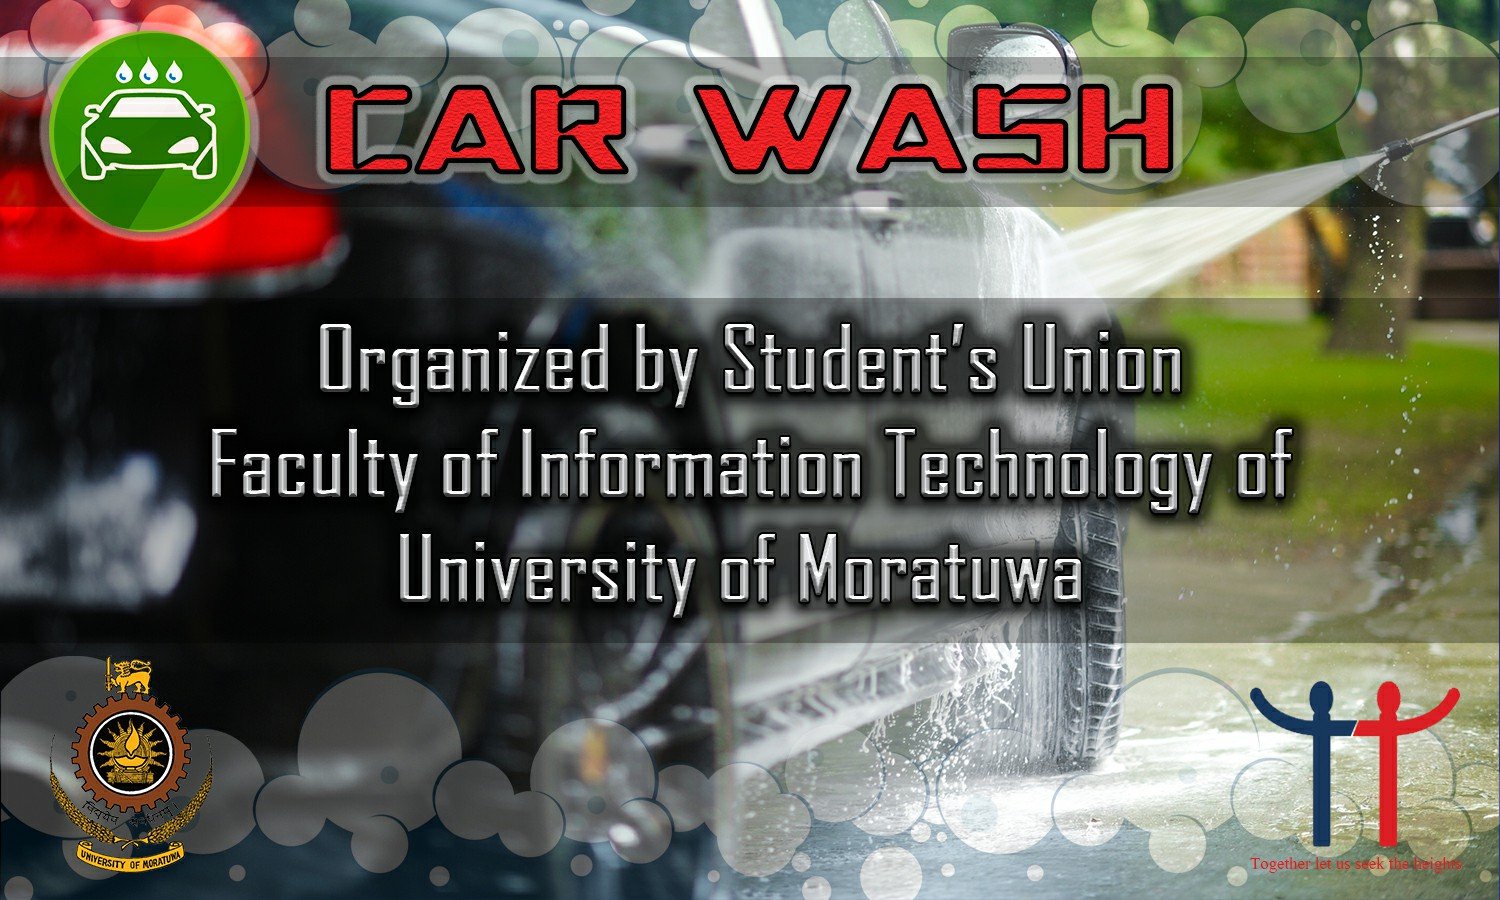 CAR WASH
Organized by Student's Union
Faculty of Information Technology of
University of Moratuwa
UNIVERSITY OF MORATUWA
Together let us seek the heights